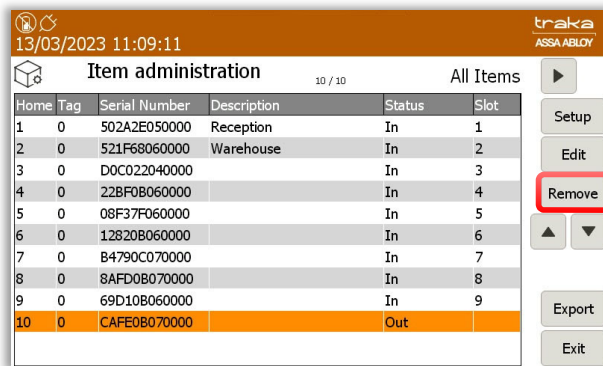 traka
13/03/2023 11:09:11
ASSA ABLOY
Item administration 10 / 10 All Items
Home Tag Serial Number Description Status Slot
1 0 502A2E050000 Reception In 1
2 0 521F68060000 Warehouse In 2
3 0 D0C022040000 In 3
4 0 22BF0B060000 In 4
5 0 08F37F060000 In 5
6 0 12820B060000 In 6
7 0 B4790C070000 In 7
8 0 8AFD0B070000 In 8
9 0 69D10B060000 In 9
10 0 CAFE0B070000 Out
Setup
Edit
Remove
Export
Exit